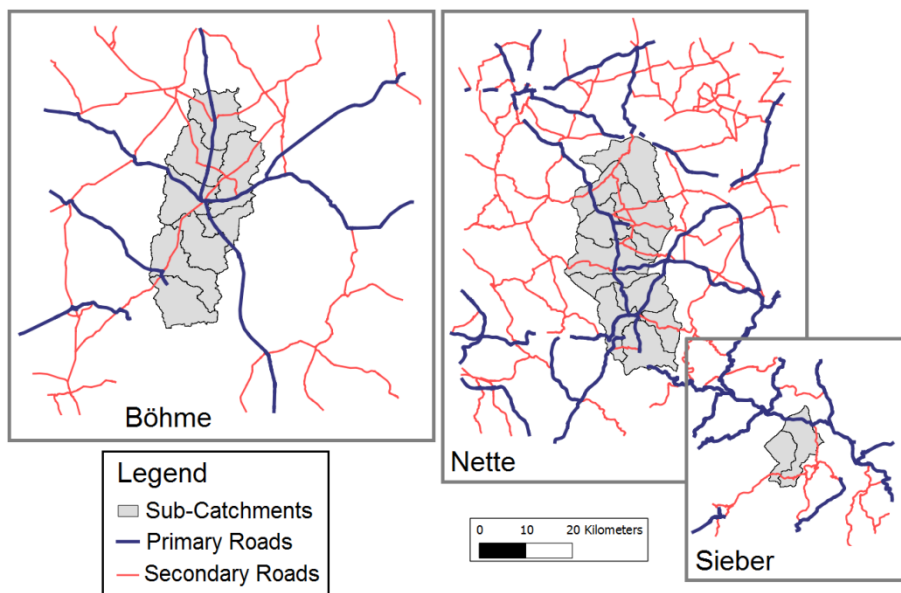 Böhme
Nette
Sieber
Legend
Sub-Catchments
Primary Roads
Secondary Roads
0 10 20 Kilometers